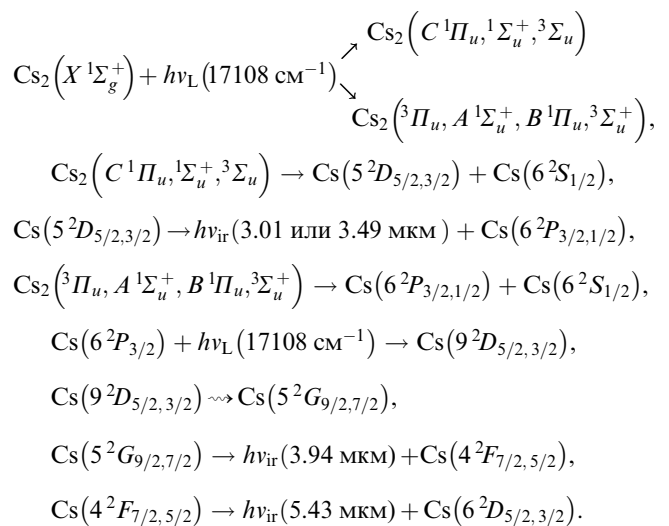 Cs₂(C ¹Πᵤ,¹Σᵤ⁺,³Σᵤ)
Cs₂(X ¹Σ_g⁺) + hν_L(17108 см⁻¹) ↗ ↘
Cs₂(³Πᵤ, A ¹Σᵤ⁺, B ¹Πᵤ,³Σᵤ⁺),
Cs₂(C ¹Πᵤ,¹Σᵤ⁺,³Σᵤ) → Cs(5 ²D₅/₂,₃/₂) + Cs(6 ²S₁/₂),
Cs(5 ²D₅/₂,₃/₂) → hν_ir(3.01 или 3.49 мкм ) + Cs(6 ²P₃/₂,₁/₂),
Cs₂(³Πᵤ, A ¹Σᵤ⁺, B ¹Πᵤ,³Σᵤ⁺) → Cs(6 ²P₃/₂,₁/₂) + Cs(6 ²S₁/₂),
Cs(6 ²P₃/₂) + hν_L(17108 см⁻¹) → Cs(9 ²D₅/₂, ₃/₂),
Cs(9 ²D₅/₂, ₃/₂) ⇝ Cs(5 ²G₉/₂,₇/₂),
Cs(5 ²G₉/₂,₇/₂) → hν_ir(3.94 мкм) +Cs(4 ²F₇/₂, ₅/₂),
Cs(4 ²F₇/₂, ₅/₂) → hν_ir(5.43 мкм) + Cs(6 ²D₅/₂, ₃/₂).